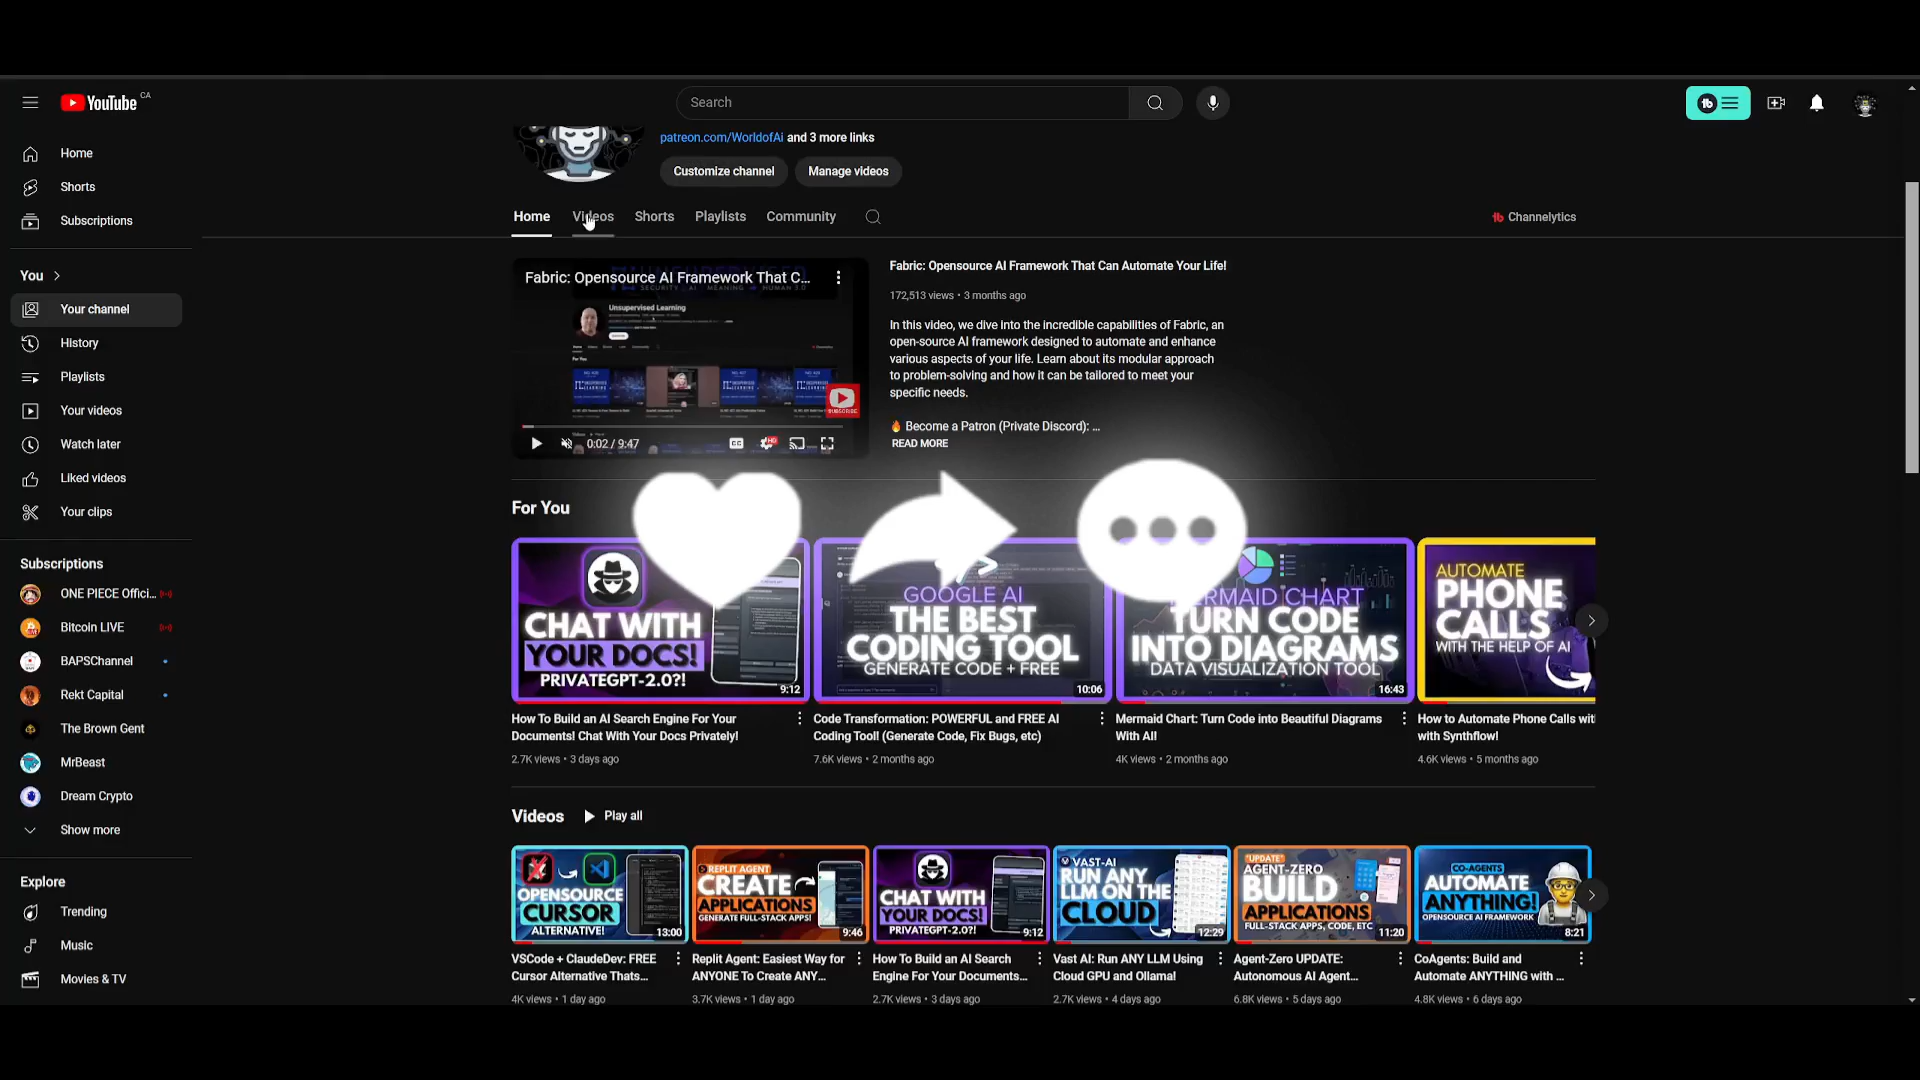 YouTube CA
Search
Home
Shorts
Subscriptions
You
Your channel
History
Playlists
Your videos
Watch later
Liked videos
Your clips
Subscriptions
ONE PIECE Offici...
Bitcoin LIVE
BAPSChannel
Rekt Capital
The Brown Gent
MrBeast
Dream Crypto
Show more
Explore
Trending
Music
Movies & TV
patreon.com/WorldofAi and 3 more links
Customize channel
Manage videos
Home
Videos
Shorts
Playlists
Community
Channelytics
Fabric: Opensource AI Framework That C...
Unsupervised Learning
SUBSCRIBE
0:02 / 9:47
Fabric: Opensource AI Framework That Can Automate Your Life!
172,513 views • 3 months ago
In this video, we dive into the incredible capabilities of Fabric, an
open-source AI framework designed to automate and enhance
various aspects of your life. Learn about its modular approach
to problem-solving and how it can be tailored to meet your
specific needs.
🔥 Become a Patron (Private Discord): ...
READ MORE
For You
CHAT WITH
YOUR DOCS!
PRIVATEGPT-2.0?!
9:12
How To Build an AI Search Engine For Your
Documents! Chat With Your Docs Privately!
2.7K views • 3 days ago
GOOGLE AI
THE BEST
CODING TOOL
GENERATE CODE + FREE
10:06
Code Transformation: POWERFUL and FREE AI
Coding Tool! (Generate Code, Fix Bugs, etc)
7.6K views • 2 months ago
MERMAID CHART
TURN CODE
INTO DIAGRAMS
DATA VISUALIZATION TOOL
16:43
Mermaid Chart: Turn Code into Beautiful Diagrams
With AI!
4K views • 2 months ago
AUTOMATE
PHONE
CALLS
WITH THE HELP OF AI
How to Automate Phone Calls wit
with Synthflow!
4.6K views • 5 months ago
Videos
Play all
OPENSOURCE
CURSOR
ALTERNATIVE!
13:00
VSCode + ClaudeDev: FREE
Cursor Alternative Thats...
4K views • 1 day ago
REPLIT AGENT
CREATE
APPLICATIONS
GENERATE FULL-STACK APPS!
9:46
Replit Agent: Easiest Way for
ANYONE To Create ANY...
3.7K views • 1 day ago
CHAT WITH
YOUR DOCS!
PRIVATEGPT-2.0?!
9:12
How To Build an AI Search
Engine For Your Documents...
2.7K views • 3 days ago
VAST-AI
RUN ANY
LLM ON THE
CLOUD
12:29
Vast AI: Run ANY LLM Using
Cloud GPU and Ollama!
2.7K views • 4 days ago
"UPDATE"
AGENT-ZERO
BUILD
APPLICATIONS
FULL-STACK APPS, CODE, ETC
11:20
Agent-Zero UPDATE:
Autonomous AI Agent...
6.8K views • 5 days ago
CO-AGENTS
AUTOMATE
ANYTHING!
OPENSOURCE AI FRAMEWORK
8:21
CoAgents: Build and
Automate ANYTHING with ...
4.8K views • 6 days ago